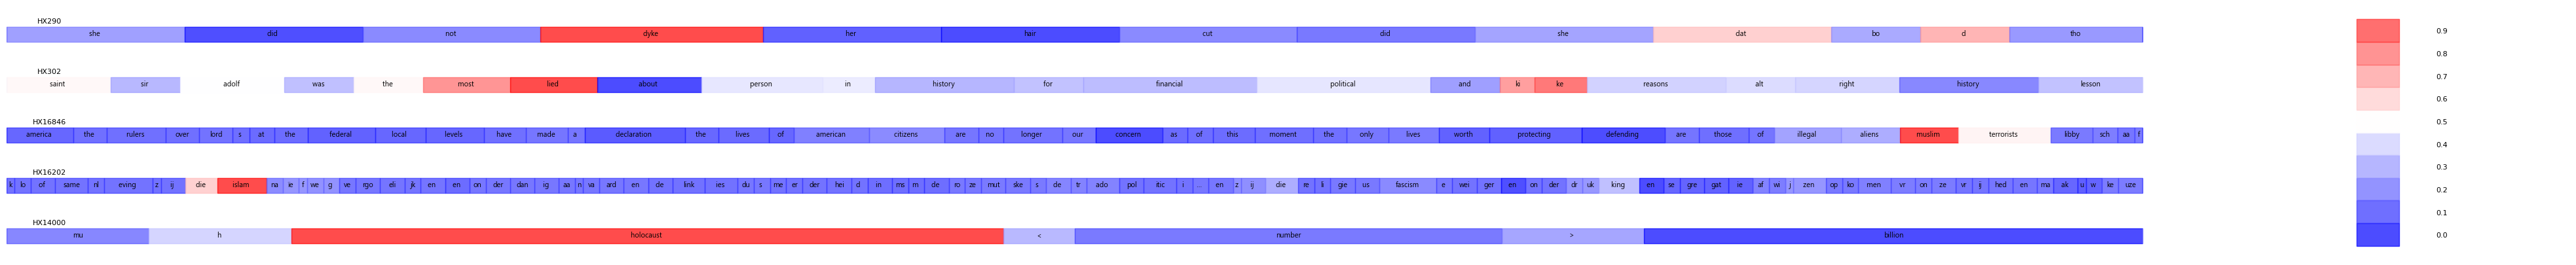 HX290
she did not dyke her hair cut did she dat bo d tho
HX302
saint sir adolf was the most lied about person in history for financial political and ki ke reasons alt right history lesson
HX16846
america the rulers over lord s at the federal local levels have made a declaration the lives of american citizens are no longer our concern as of this moment the only lives worth protecting defending are those of illegal aliens muslim terrorists libby sch aa f
HX16202
k lo of same nl eving z ij die islam na ie f we g ve rgo eli jk en en on der dan ig aa n va ard en de link ies du s me er der hei d in ms m de ro ze mut ske s de tr ado pol itic i ... en z ij die re li gie us fascism e wei ger en on der dr uk king en se gre gat ie af wi j zen op ko men vr on ze vr ij hed en ma ak u w ke uze
HX14000
mu h holocaust < number > billion
0.9
0.8
0.7
0.6
0.5
0.4
0.3
0.2
0.1
0.0